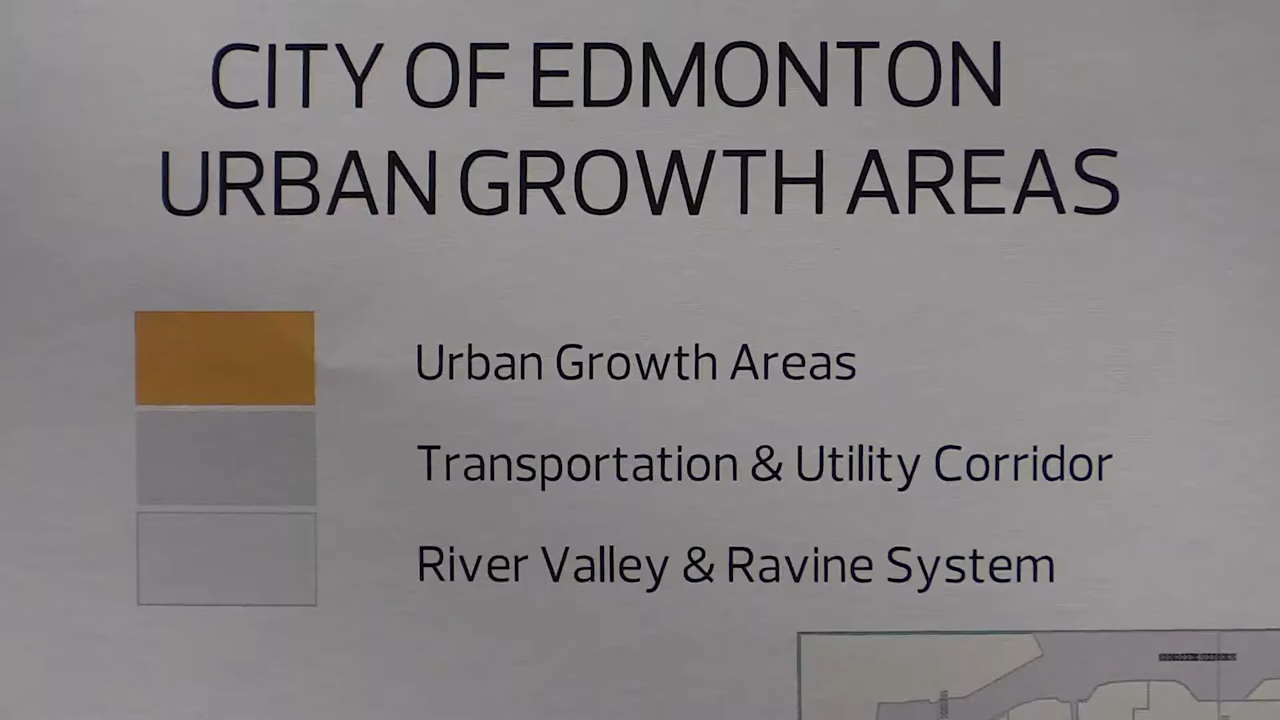 CITY OF EDMONTON
URBAN GROWTH AREAS
Urban Growth Areas
Transportation & Utility Corridor
River Valley & Ravine System